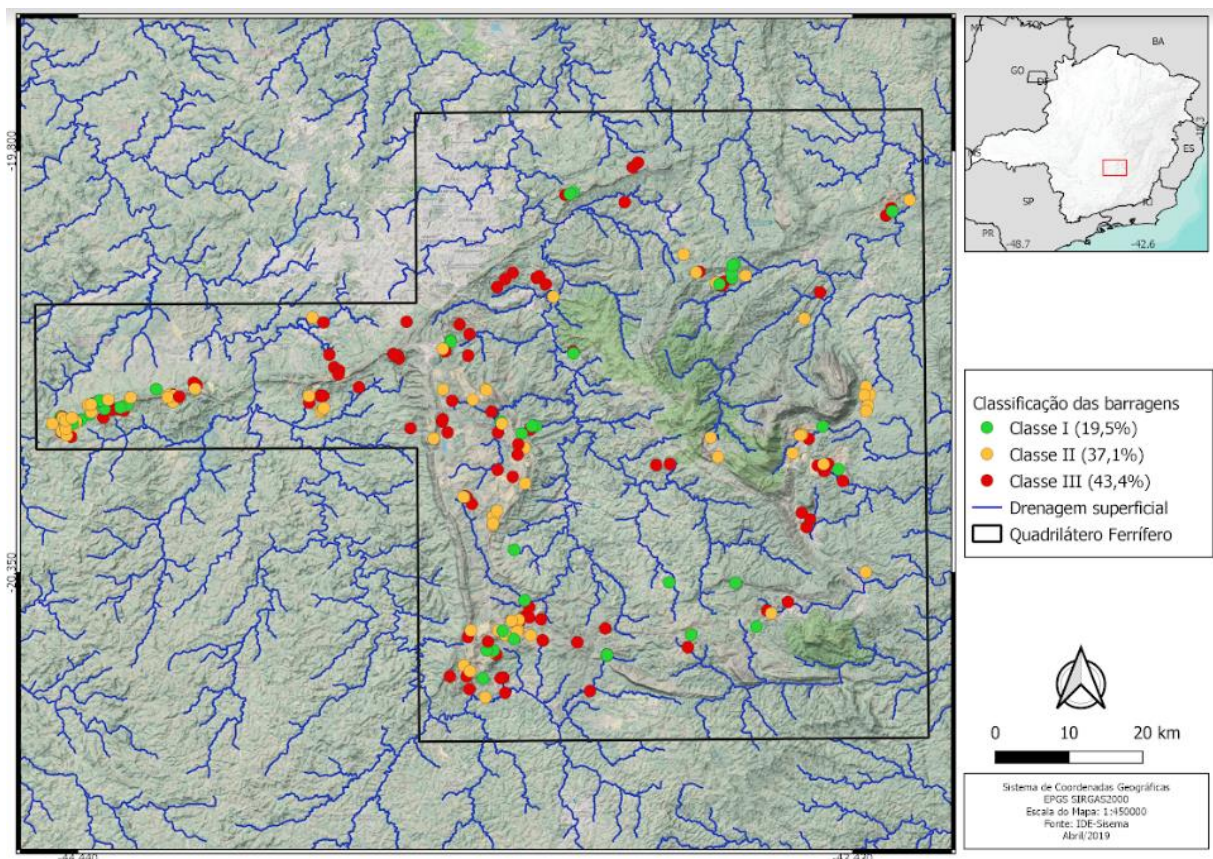 -19,800
-20,350
-44,440
MT
BA
GO
DF
ES
SP
PR
-48.7
-42.6
Classificação das barragens
Classe I (19,5%)
Classe II (37,1%)
Classe III (43,4%)
Drenagem superficial
Quadrilátero Ferrífero
0 10 20 km
Sistema de Coordenadas Geográficas
EPGS SIRGAS2000
Escala do Mapa: 1:450000
Fonte: IDE-Sisema
Abril/2019